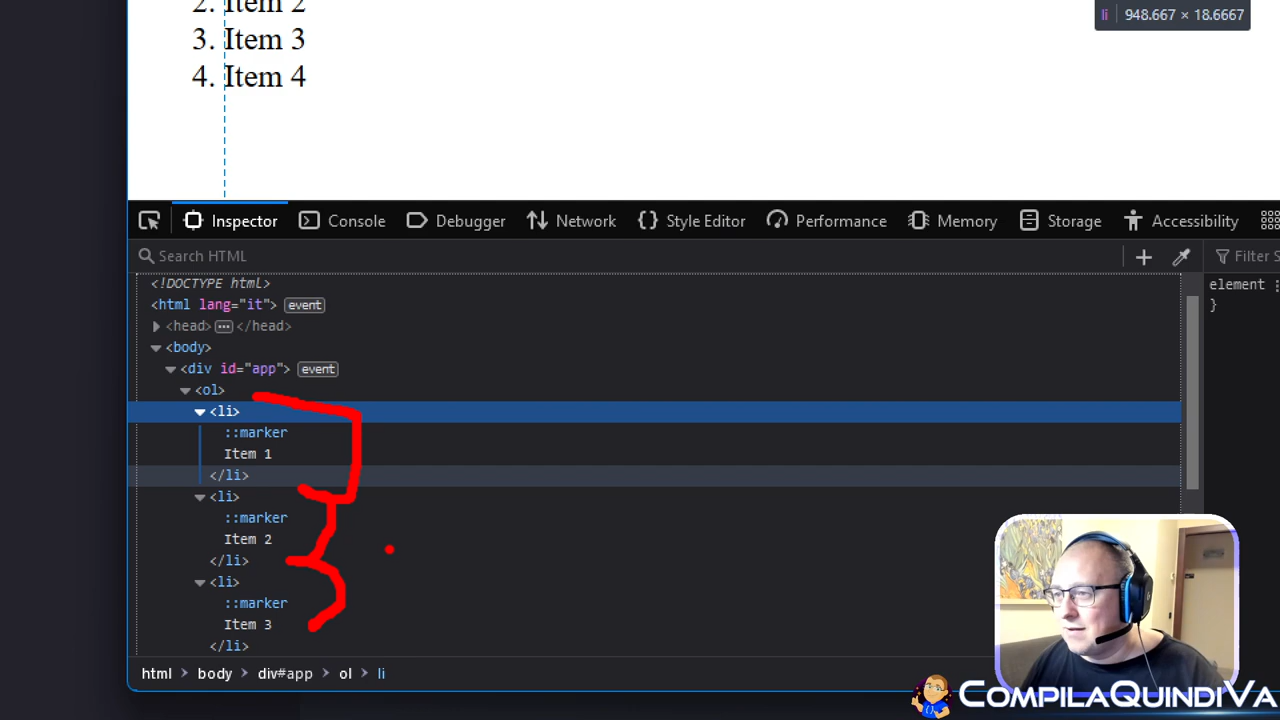 2. Item 2
li 948.667 × 18.6667
3. Item 3
4. Item 4
Inspector Console Debugger Network Style Editor Performance Memory Storage Accessibility
Search HTML
Filter S
<!DOCTYPE html>
<html lang="it"> event
element
}
<head> ••• </head>
<body>
<div id="app"> event
<ol>
<li>
::marker
Item 1
</li>
<li>
::marker
Item 2
</li>
<li>
::marker
Item 3
</li>
html > body > div#app > ol > li
COMPILAQUINDIVA